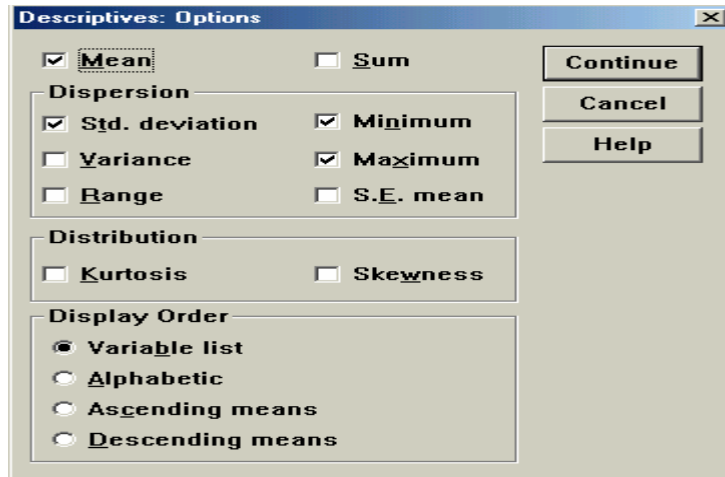 Descriptives: Options
Mean
Sum
Continue
Dispersion
Cancel
Std. deviation
Minimum
Help
Variance
Maximum
Range
S.E. mean
Distribution
Kurtosis
Skewness
Display Order
Variable list
Alphabetic
Ascending means
Descending means